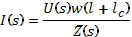 I(s) = U(s)w(l + l_c) / Z(s)